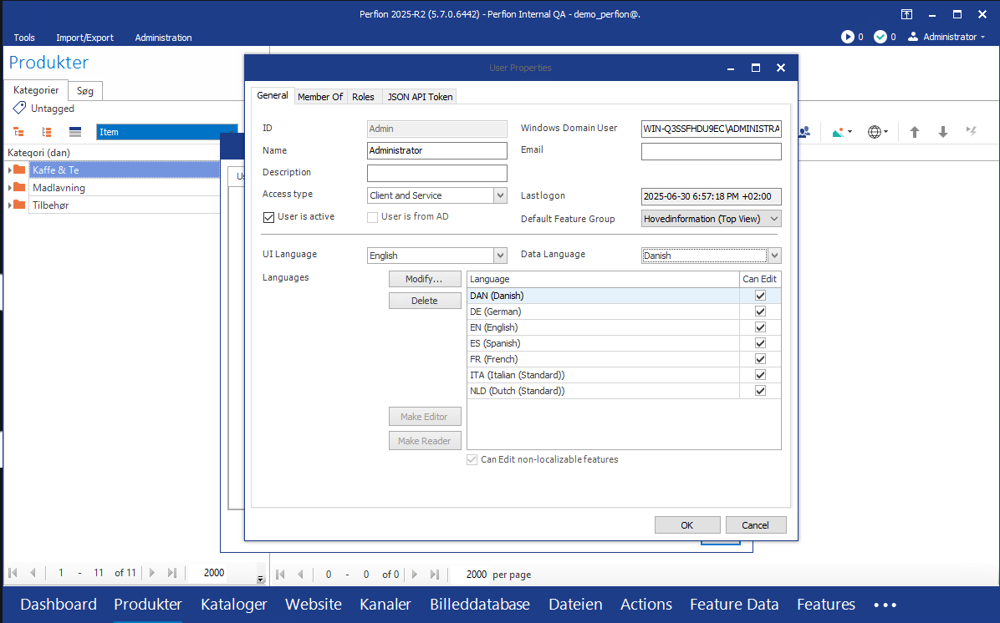 Perfion 2025-R2 (5.7.0.6442) - Perfion Internal QA - demo_perfion@.
Tools Import/Export Administration
0 0 Administrator
Produkter
Kategorier Søg
Untagged
Item
Kategori (dan)
Kaffe & Te
Madlavning
Tilbehør
User Properties
General Member Of Roles JSON API Token
ID Admin Windows Domain User WIN-Q3SSFHDU9EC\ADMINISTRA
Name Administrator Email
Description
Access type Client and Service Lastlogon 2025-06-30 6:57:18 PM +02:00
User is active User is from AD Default Feature Group Hovedinformation (Top View)
UI Language English Data Language Danish
Languages Modify... Language Can Edit
Delete
DAN (Danish)
DE (German)
EN (English)
ES (Spanish)
FR (French)
ITA (Italian (Standard))
NLD (Dutch (Standard))
Make Editor
Make Reader
Can Edit non-localizable features
OK Cancel
1 - 11 of 11 2000 0 - 0 of 0 2000 per page
Dashboard Produkter Kataloger Website Kanaler Billeddatabase Dateien Actions Feature Data Features